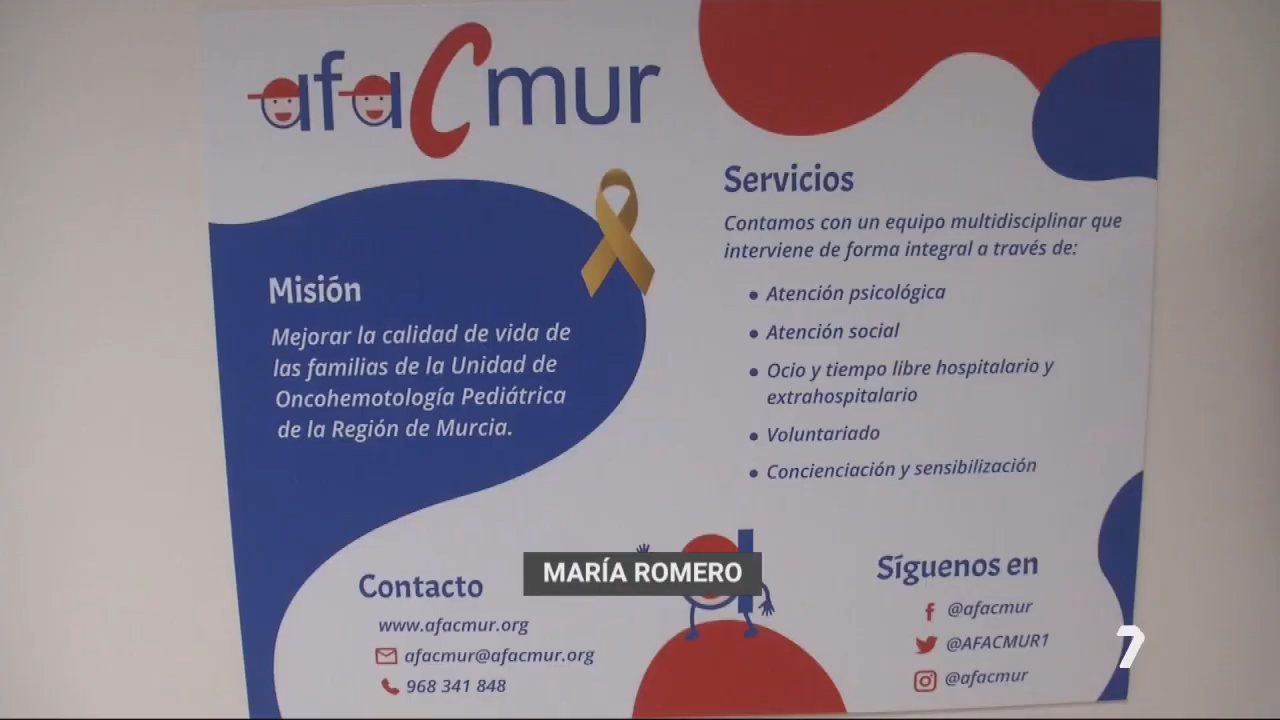 afaCmur
Misión
Mejorar la calidad de vida de
las familias de la Unidad de
Oncohemotología Pediátrica
de la Región de Murcia.
Servicios
Contamos con un equipo multidisciplinar que
interviene de forma integral a través de:
• Atención psicológica
• Atención social
• Ocio y tiempo libre hospitalario y
extrahospitalario
• Voluntariado
• Concienciación y sensibilización
Contacto
www.afacmur.org
afacmur@afacmur.org
968 341 848
MARÍA ROMERO
Síguenos en
@afacmur
@AFACMUR1
@afacmur
7